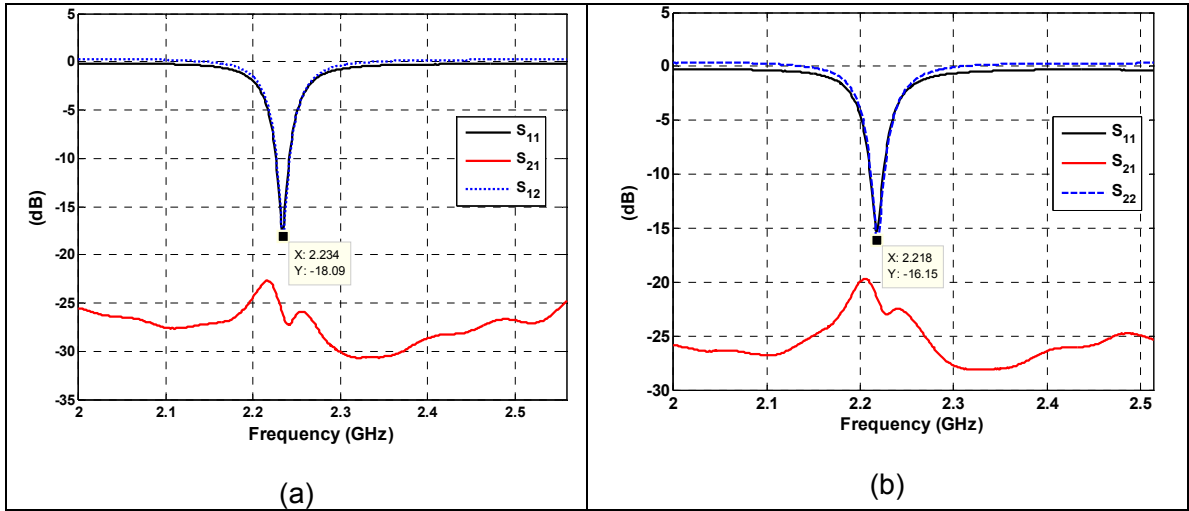 5
0
-5
-10
-15
-20
-25
-30
-35
(dB)
2
2.1
2.2
2.3
2.4
2.5
Frequency (GHz)
S11
S21
S12
X: 2.234
Y: -18.09
(a)
5
0
-5
-10
-15
-20
-25
-30
(dB)
2
2.1
2.2
2.3
2.4
2.5
Frequency (GHz)
S11
S21
S22
X: 2.218
Y: -16.15
(b)